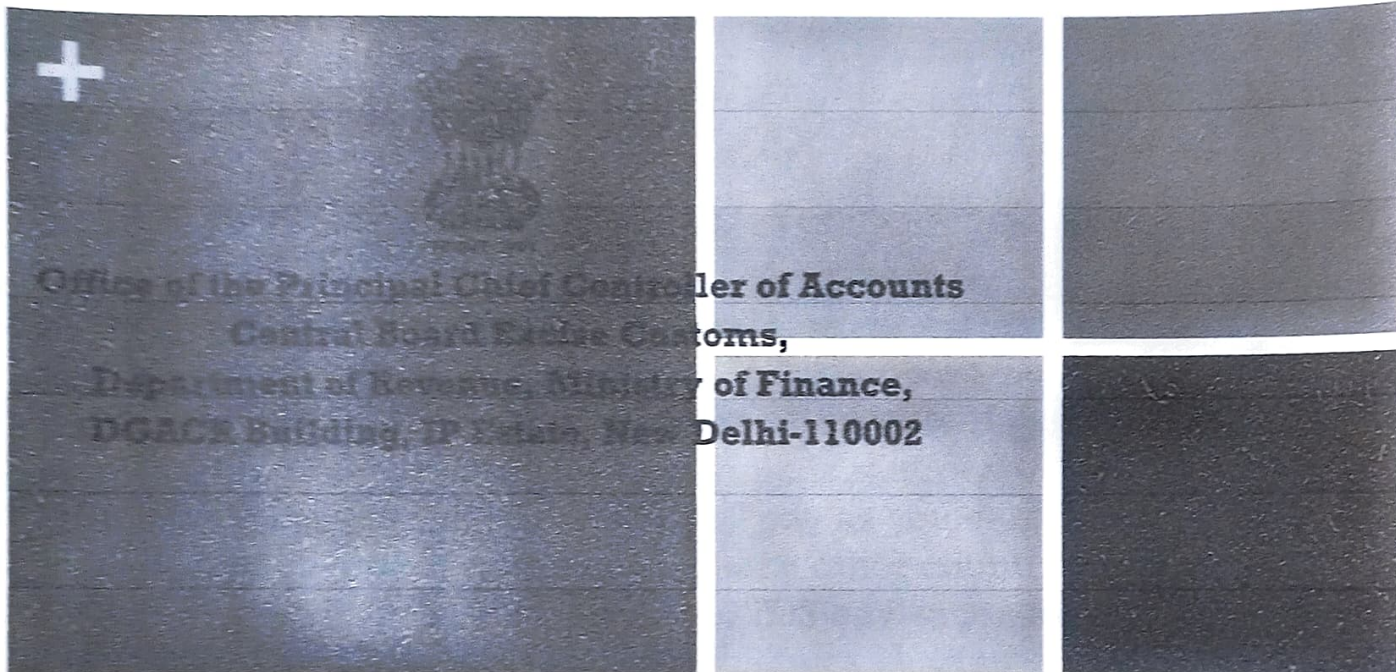 Office of the Principal Chief Controller of Accounts
Central Board Excise Customs,
Department of Revenue, Ministry of Finance,
DGACR Building, IP Estate, New Delhi-110002